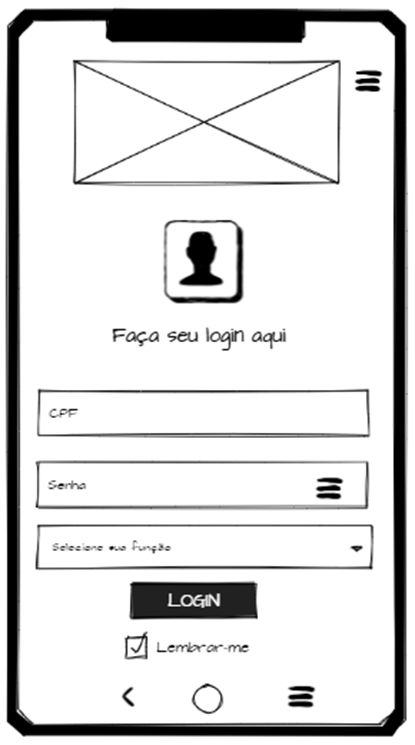 Faça seu login aqui
CPF
Senha
Selecione sua função
LOGIN
Lembrar-me